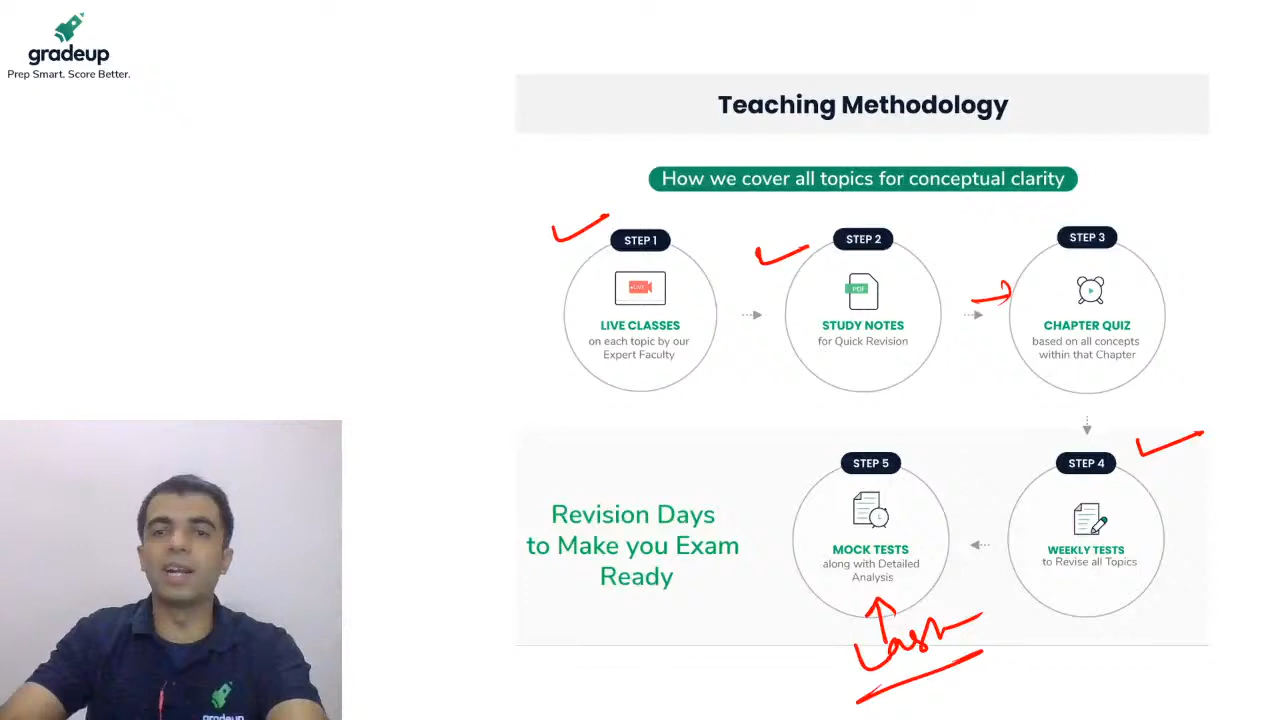 gradeup
Prep Smart. Score Better.
Teaching Methodology
How we cover all topics for conceptual clarity
STEP 1
LIVE
LIVE CLASSES
on each topic by our
Expert Faculty
STEP 2
PDF
STUDY NOTES
for Quick Revision
STEP 3
CHAPTER QUIZ
based on all concepts
within that Chapter
STEP 4
WEEKLY TESTS
to Revise all Topics
STEP 5
MOCK TESTS
along with Detailed
Analysis
Revision Days
to Make you Exam
Ready
gradeup